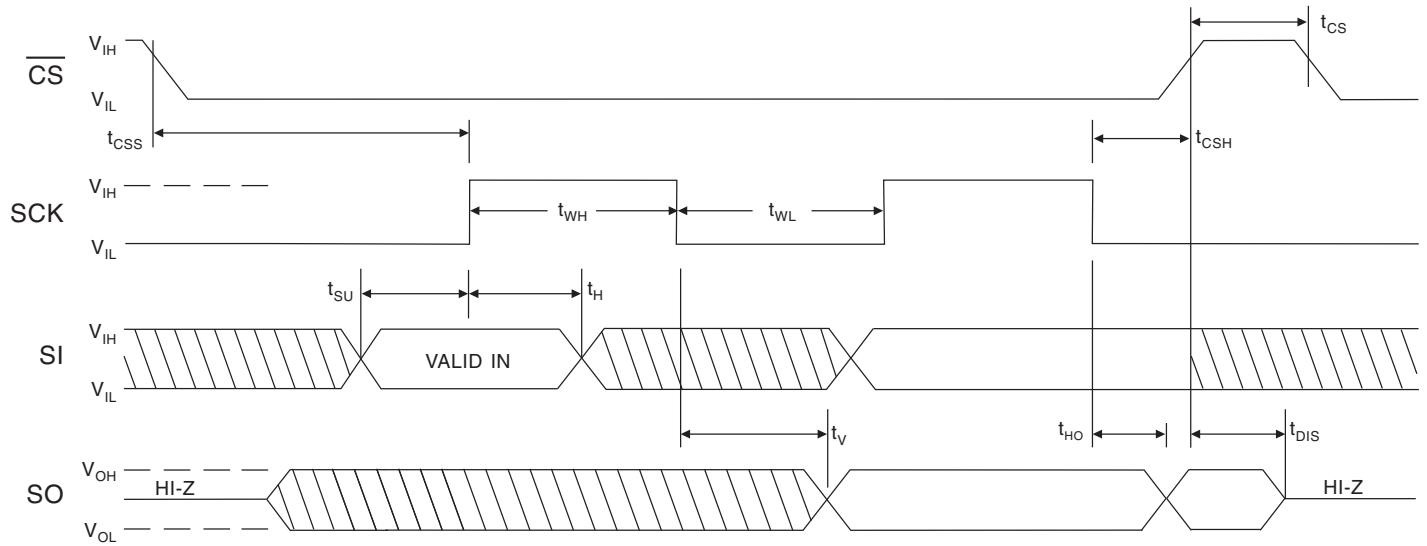 t_CS
V_IH
CS
V_IL
t_CSS
t_CSH
V_IH
SCK
t_WH
t_WL
V_IL
t_SU
t_H
V_IH
SI
VALID IN
V_IL
t_V
t_HO
t_DIS
V_OH
SO
HI-Z
HI-Z
V_OL